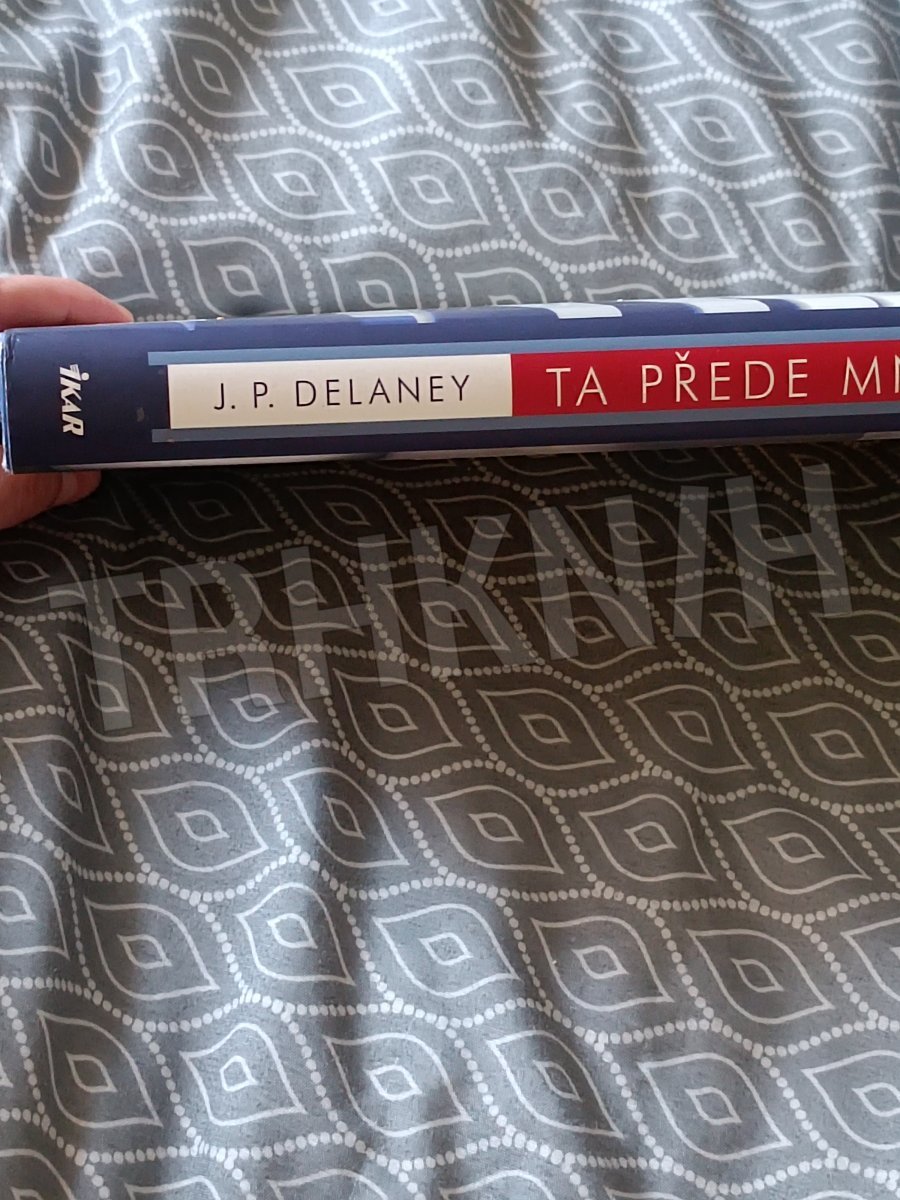 IKAR
J. P. DELANEY
TA PŘEDE MN
TRHKNIH